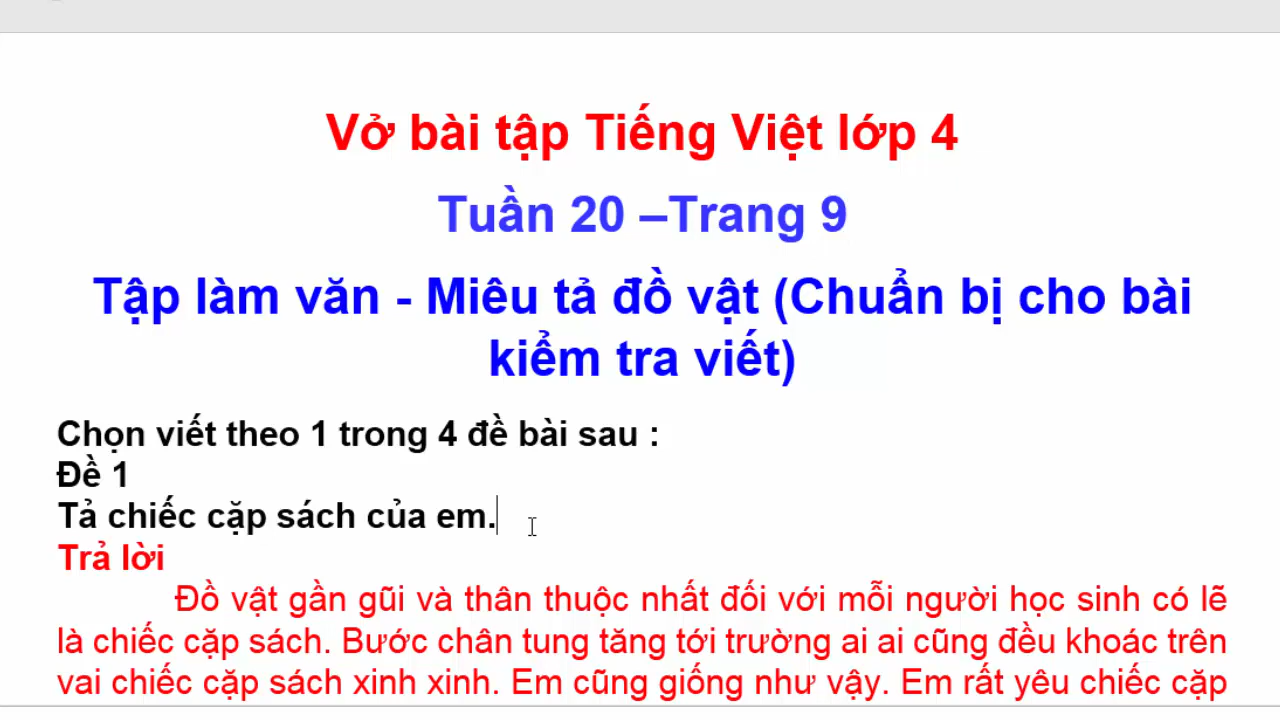 Vở bài tập Tiếng Việt lớp 4
Tuần 20 –Trang 9
Tập làm văn - Miêu tả đồ vật (Chuẩn bị cho bài
kiểm tra viết)
Chọn viết theo 1 trong 4 đề bài sau :
Đề 1
Tả chiếc cặp sách của em.
Trả lời
Đồ vật gần gũi và thân thuộc nhất đối với mỗi người học sinh có lẽ
là chiếc cặp sách. Bước chân tung tăng tới trường ai ai cũng đều khoác trên
vai chiếc cặp sách xinh xinh. Em cũng giống như vậy. Em rất yêu chiếc cặp